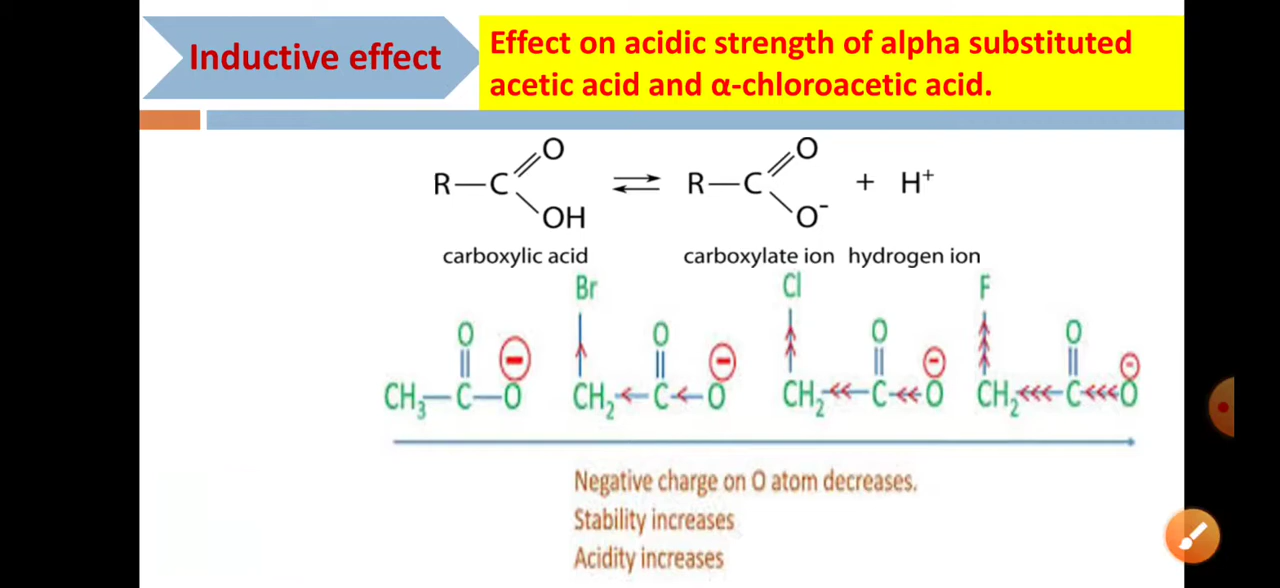 Inductive effect
Effect on acidic strength of alpha substituted
acetic acid and α-chloroacetic acid.
R—C O OH ⇌ R—C O O⁻ + H⁺
carboxylic acid carboxylate ion hydrogen ion
Br Cl F
O O O O
CH₃—C—O CH₂ C O CH₂ C O CH₂ C O
Negative charge on O atom decreases.
Stability increases
Acidity increases